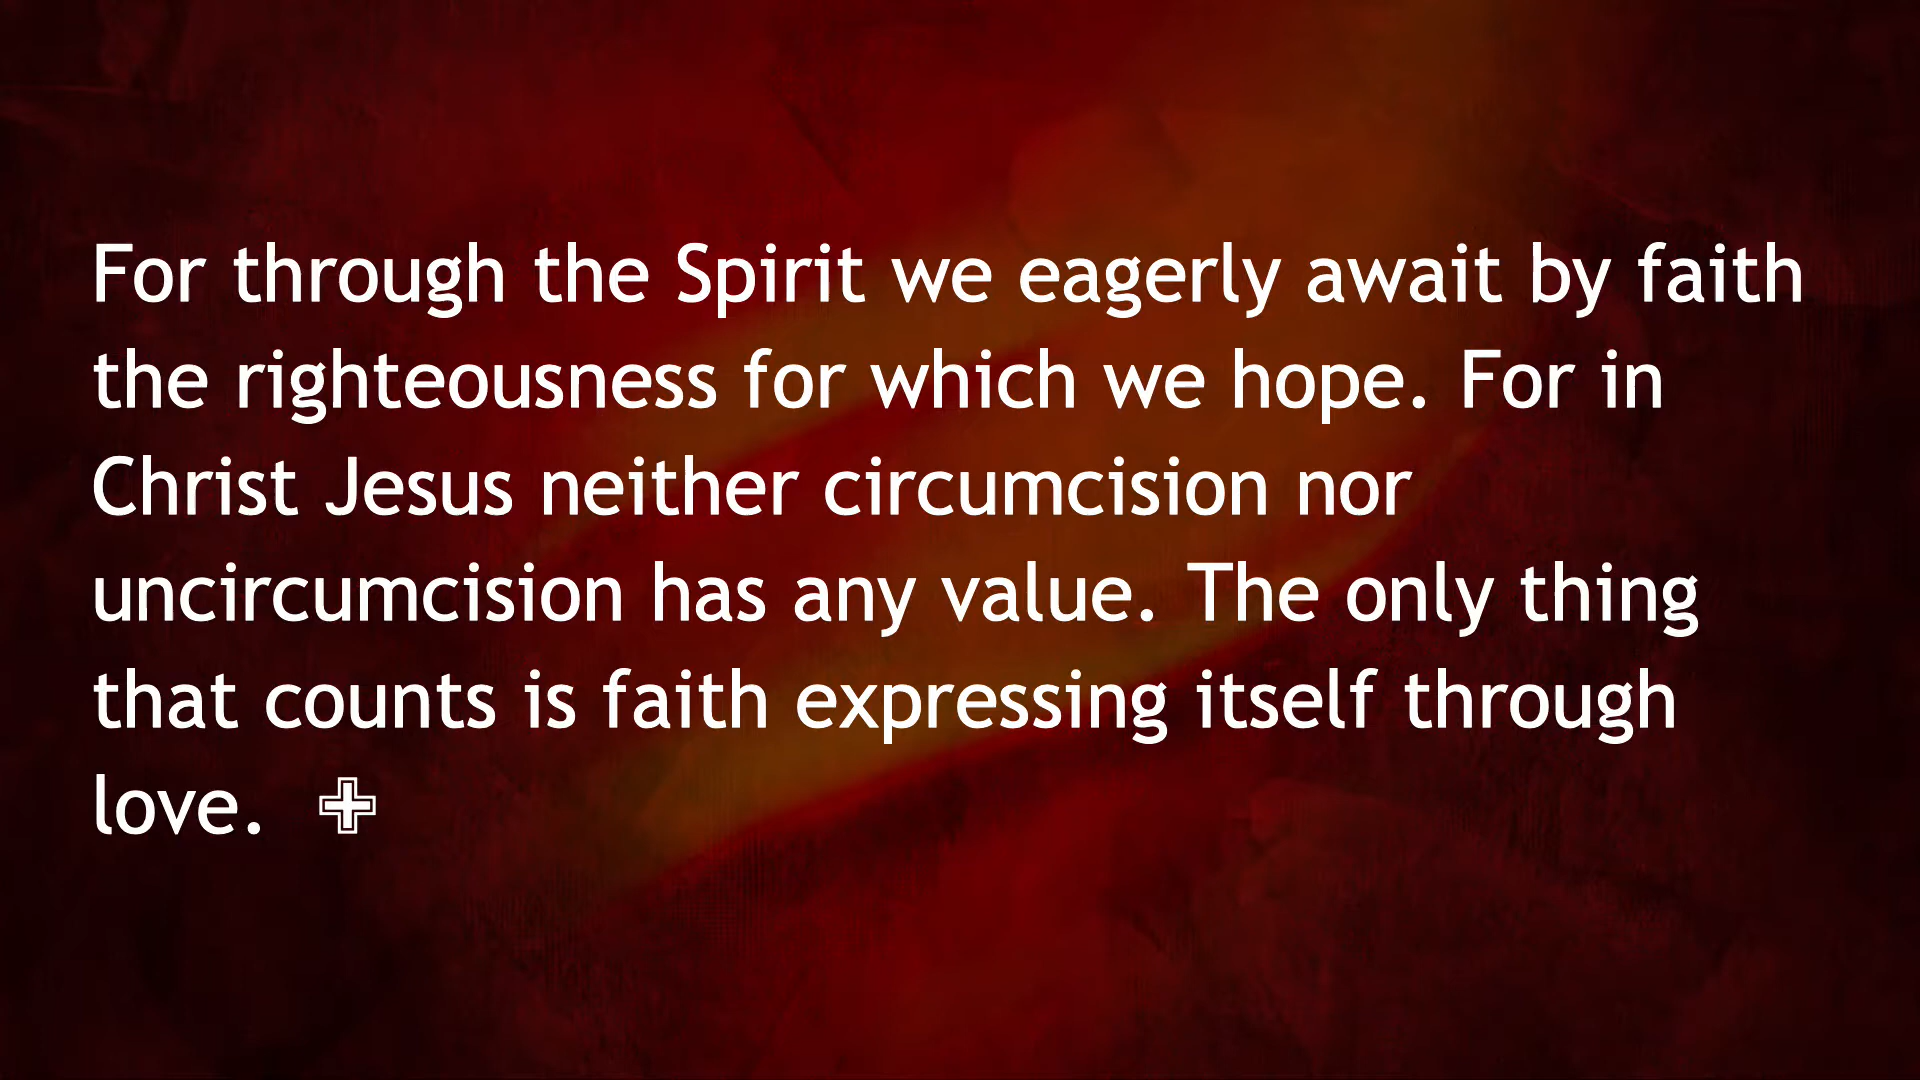 For through the Spirit we eagerly await by faith
the righteousness for which we hope. For in
Christ Jesus neither circumcision nor
uncircumcision has any value. The only thing
that counts is faith expressing itself through
love. ✙